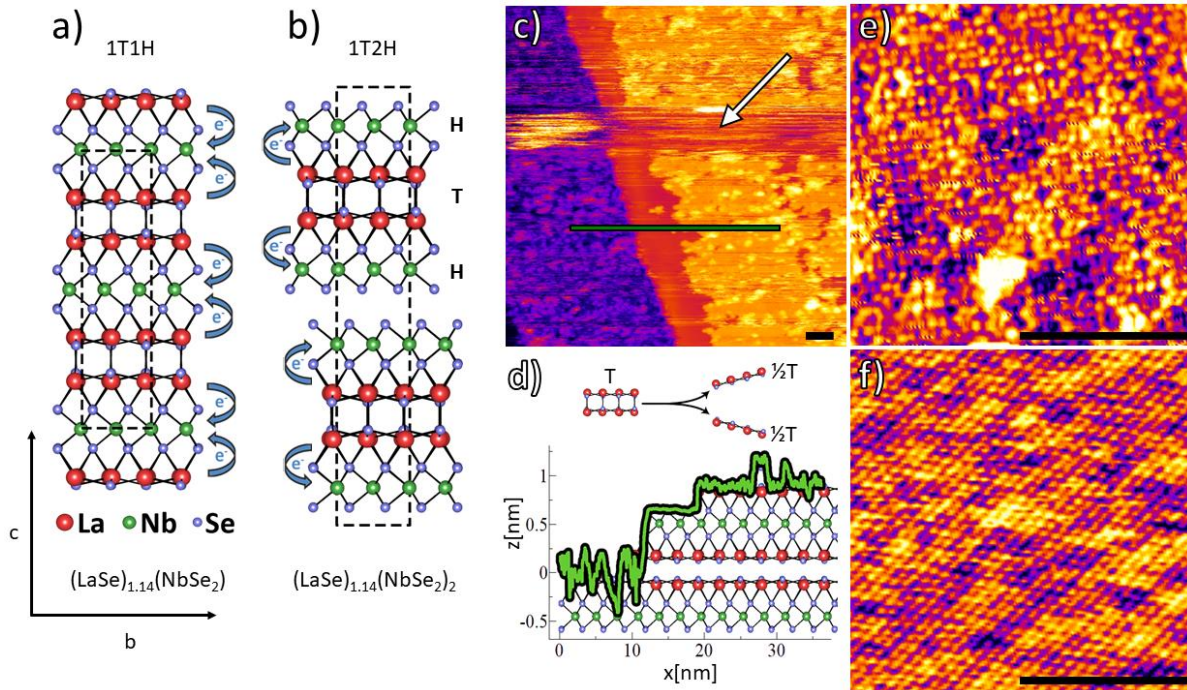 a)
1T1H
e⁻
e⁻
e⁻
e⁻
e⁻
e⁻
La Nb Se
c
b
(LaSe)₁.₁₄(NbSe₂)
b)
1T2H
H
T
H
e⁻
e⁻
e⁻
e⁻
(LaSe)₁.₁₄(NbSe₂)₂
c)
d)
T
½T
½T
z[nm]
1
0.5
0
-0.5
0 10 20 30
x[nm]
e)
f)